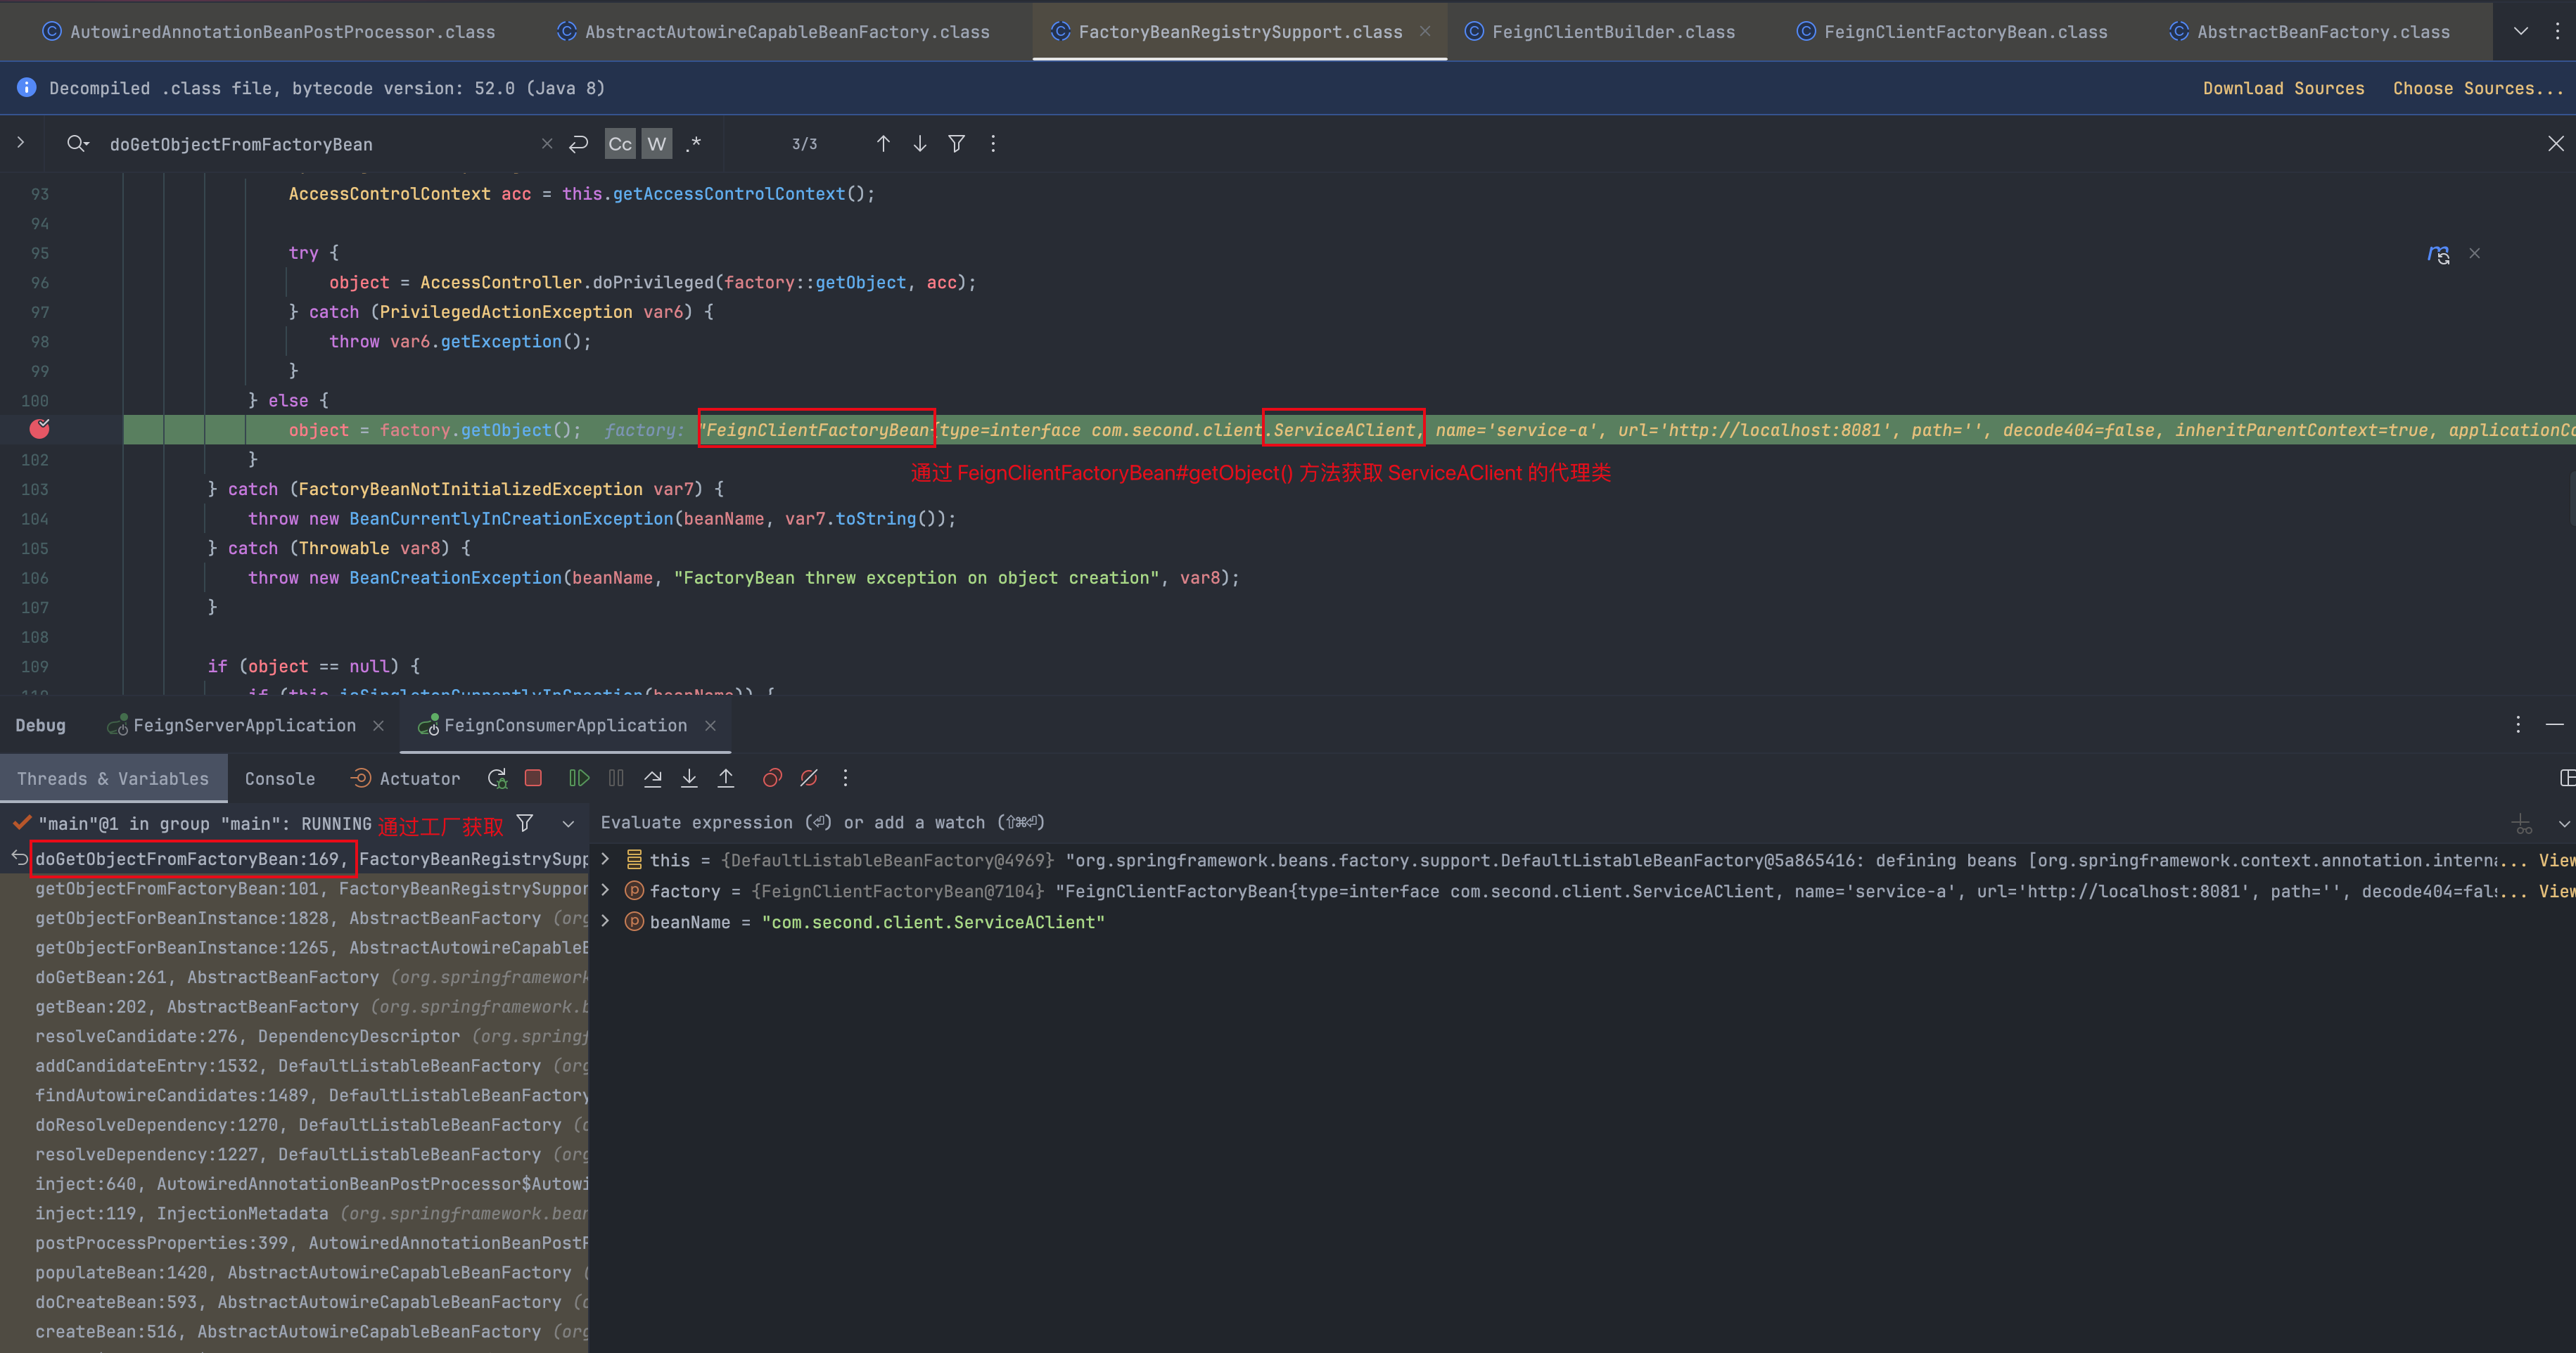 AutowiredAnnotationBeanPostProcessor.class AbstractAutowireCapableBeanFactory.class FactoryBeanRegistrySupport.class FeignClientBuilder.class FeignClientFactoryBean.class AbstractBeanFactory.class
Decompiled .class file, bytecode version: 52.0 (Java 8) Download Sources Choose Sources...
doGetObjectFromFactoryBean Cc W .* 3/3
93 AccessControlContext acc = this.getAccessControlContext();
94
95 try {
96 object = AccessController.doPrivileged(factory::getObject, acc);
97 } catch (PrivilegedActionException var6) {
98 throw var6.getException();
99 }
100 } else {
object = factory.getObject(); factory: "FeignClientFactoryBean{type=interface com.second.client.ServiceAClient, name='service-a', url='http://localhost:8081', path='', decode404=false, inheritParentContext=true, applicationCo
102 }
通过 FeignClientFactoryBean#getObject() 方法获取 ServiceAClient 的代理类
103 } catch (FactoryBeanNotInitializedException var7) {
104 throw new BeanCurrentlyInCreationException(beanName, var7.toString());
105 } catch (Throwable var8) {
106 throw new BeanCreationException(beanName, "FactoryBean threw exception on object creation", var8);
107 }
108
109 if (object == null) {
110 if (this.isSingletonCurrentlyInCreation(beanName)) {
Debug FeignServerApplication FeignConsumerApplication
Threads & Variables Console Actuator
"main"@1 in group "main": RUNNING 通过工厂获取
Evaluate expression (⏎) or add a watch (⇧⌘⏎)
doGetObjectFromFactoryBean:169, FactoryBeanRegistrySupp
getObjectFromFactoryBean:101, FactoryBeanRegistrySuppor
getObjectForBeanInstance:1828, AbstractBeanFactory (org
getObjectForBeanInstance:1265, AbstractAutowireCapableB
doGetBean:261, AbstractBeanFactory (org.springframework
getBean:202, AbstractBeanFactory (org.springframework.b
resolveCandidate:276, DependencyDescriptor (org.springf
addCandidateEntry:1532, DefaultListableBeanFactory (org
findAutowireCandidates:1489, DefaultListableBeanFactory
doResolveDependency:1270, DefaultListableBeanFactory (o
resolveDependency:1227, DefaultListableBeanFactory (org
inject:640, AutowiredAnnotationBeanPostProcessor$Autowi
inject:119, InjectionMetadata (org.springframework.bean
postProcessProperties:399, AutowiredAnnotationBeanPostP
populateBean:1420, AbstractAutowireCapableBeanFactory (
doCreateBean:593, AbstractAutowireCapableBeanFactory (o
createBean:516, AbstractAutowireCapableBeanFactory (org
this = {DefaultListableBeanFactory@4969} "org.springframework.beans.factory.support.DefaultListableBeanFactory@5a865416: defining beans [org.springframework.context.annotation.interna... View
factory = {FeignClientFactoryBean@7104} "FeignClientFactoryBean{type=interface com.second.client.ServiceAClient, name='service-a', url='http://localhost:8081', path='', decode404=fals... View
beanName = "com.second.client.ServiceAClient"